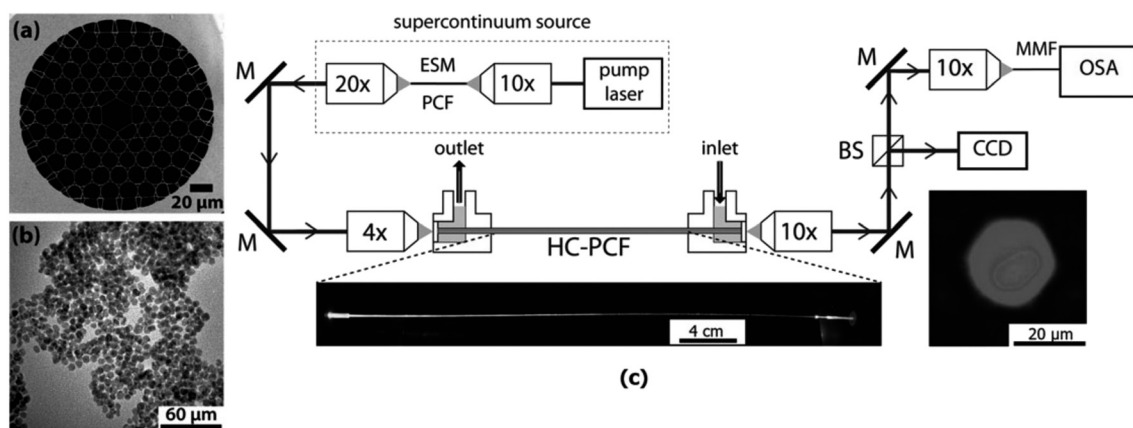 (a)
20 µm
(b)
60 µm
supercontinuum source
M
20x
ESM
PCF
10x
pump
laser
outlet
inlet
M
4x
HC-PCF
10x
M
M
10x
MMF
OSA
BS
CCD
4 cm
20 µm
(c)